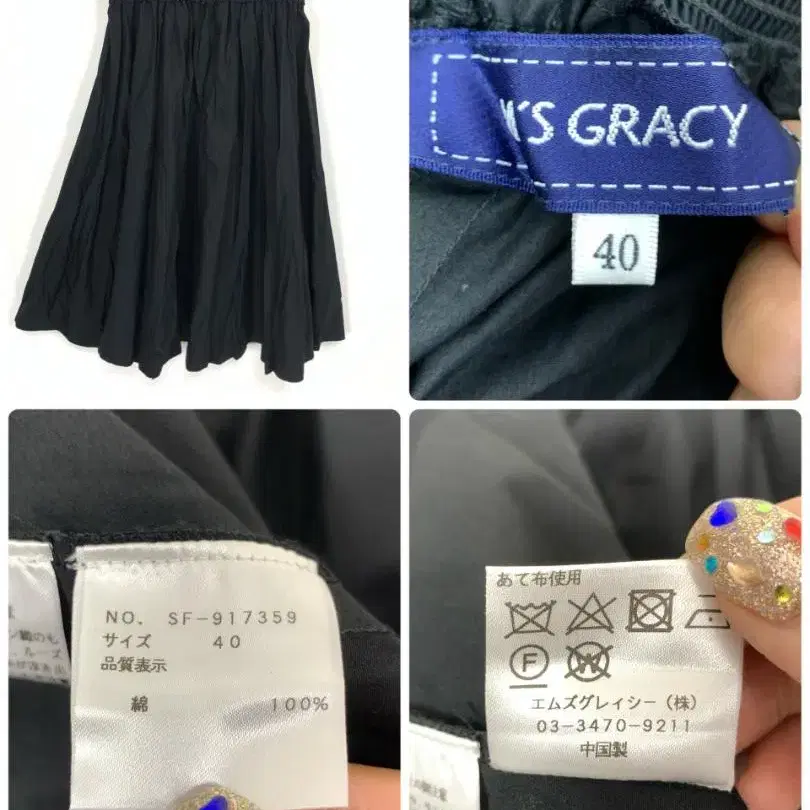 M'S GRACY
40
NO. SF-917359
サイズ 40
品質表示
綿 100%
あて布使用
F
W
エムズグレイシー(株)
03-3470-9211
中国製